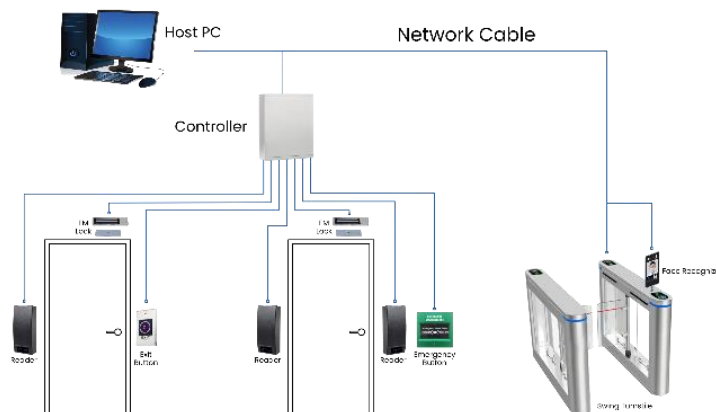 Host PC
Network Cable
Controller
EM
Lock
EM
Lock
Face Recogniz
Reader
Exit
Button
Reader
Reader
Emergency
Button
Swing Turnstile